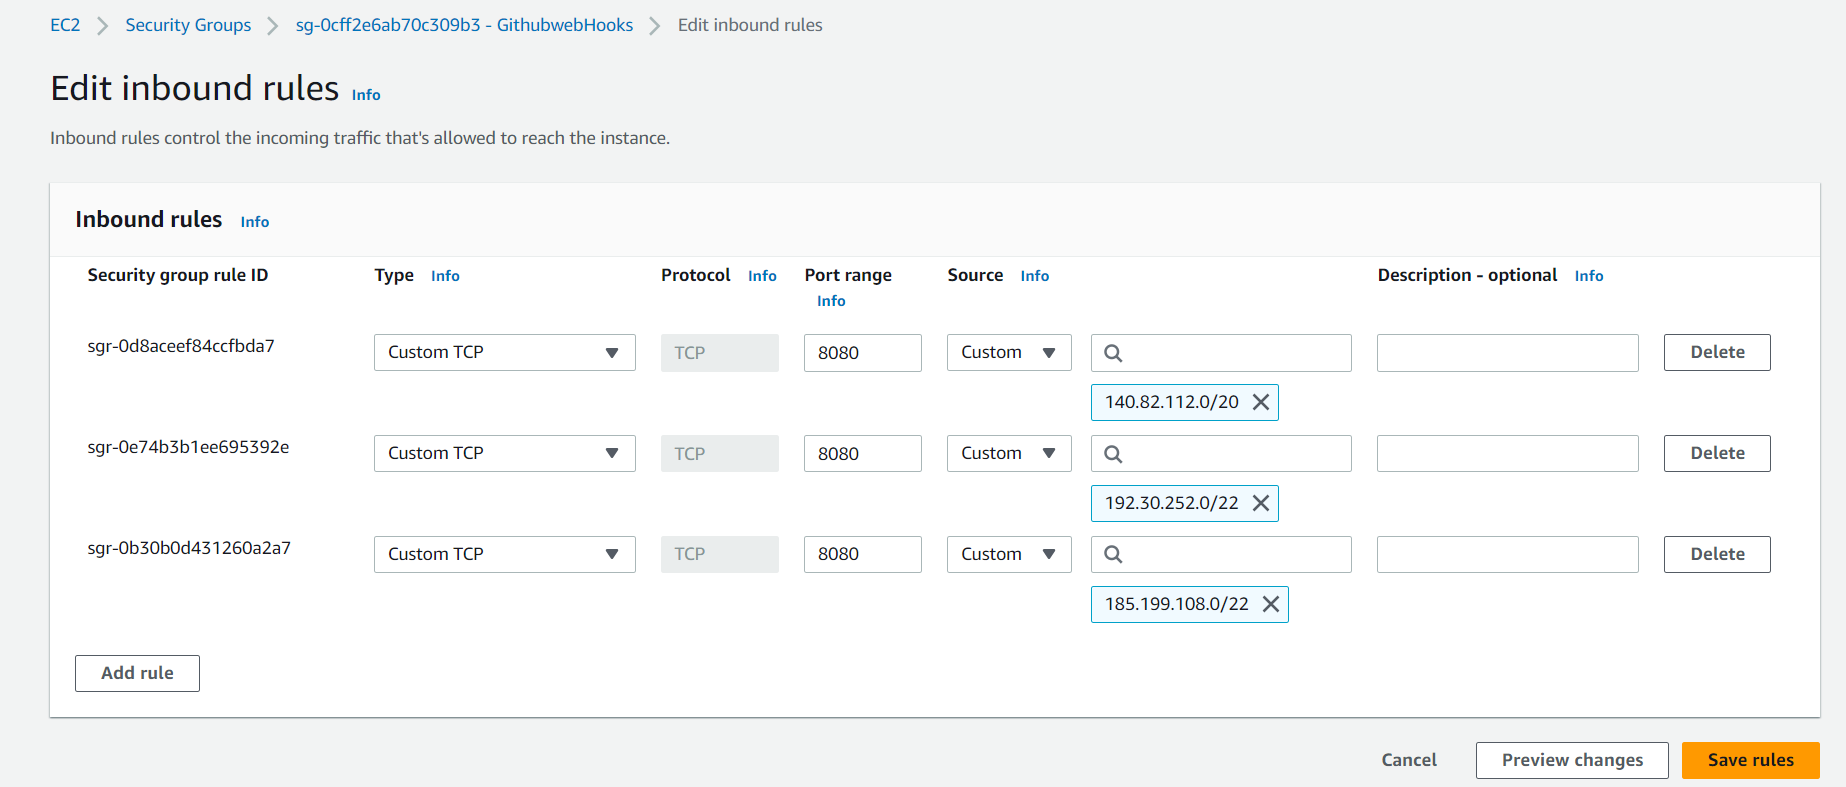 EC2 > Security Groups > sg-0cff2e6ab70c309b3 - GithubwebHooks > Edit inbound rules
Edit inbound rules Info
Inbound rules control the incoming traffic that's allowed to reach the instance.
Inbound rules Info
Security group rule ID Type Info Protocol Info Port range Info Source Info Description - optional Info
sgr-0d8aceef84ccfbda7 Custom TCP TCP 8080 Custom Delete
140.82.112.0/20
sgr-0e74b3b1ee695392e Custom TCP TCP 8080 Custom Delete
192.30.252.0/22
sgr-0b30b0d431260a2a7 Custom TCP TCP 8080 Custom Delete
185.199.108.0/22
Add rule
Cancel Preview changes Save rules